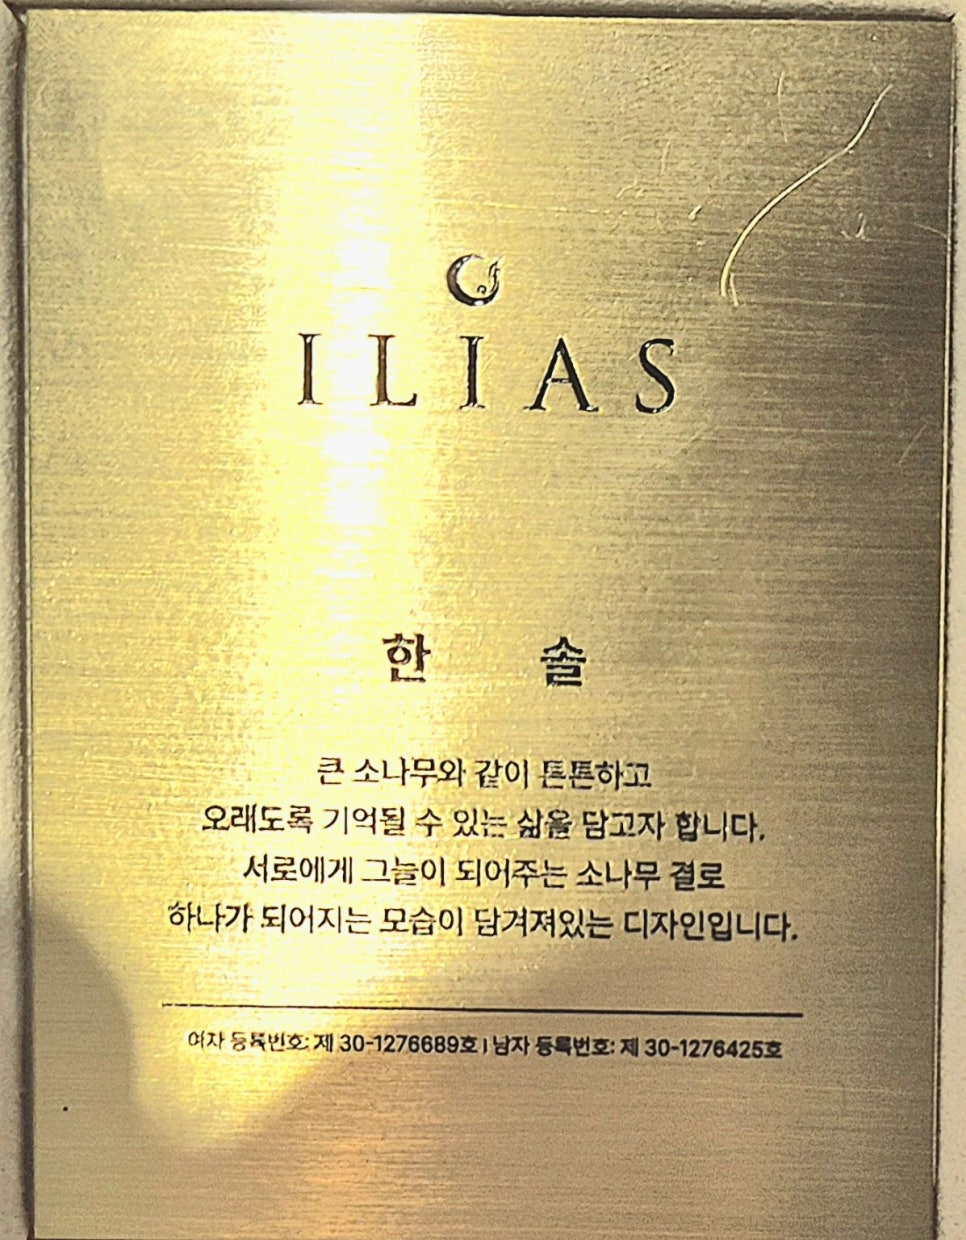 ILIAS
한 솔
큰 소나무와 같이 튼튼하고
오래도록 기억될 수 있는 삶을 담고자 합니다.
서로에게 그늘이 되어주는 소나무 결로
하나가 되어지는 모습이 담겨져있는 디자인입니다.
여자 등록번호: 제 30-1276689호 | 남자 등록번호: 제 30-1276425호